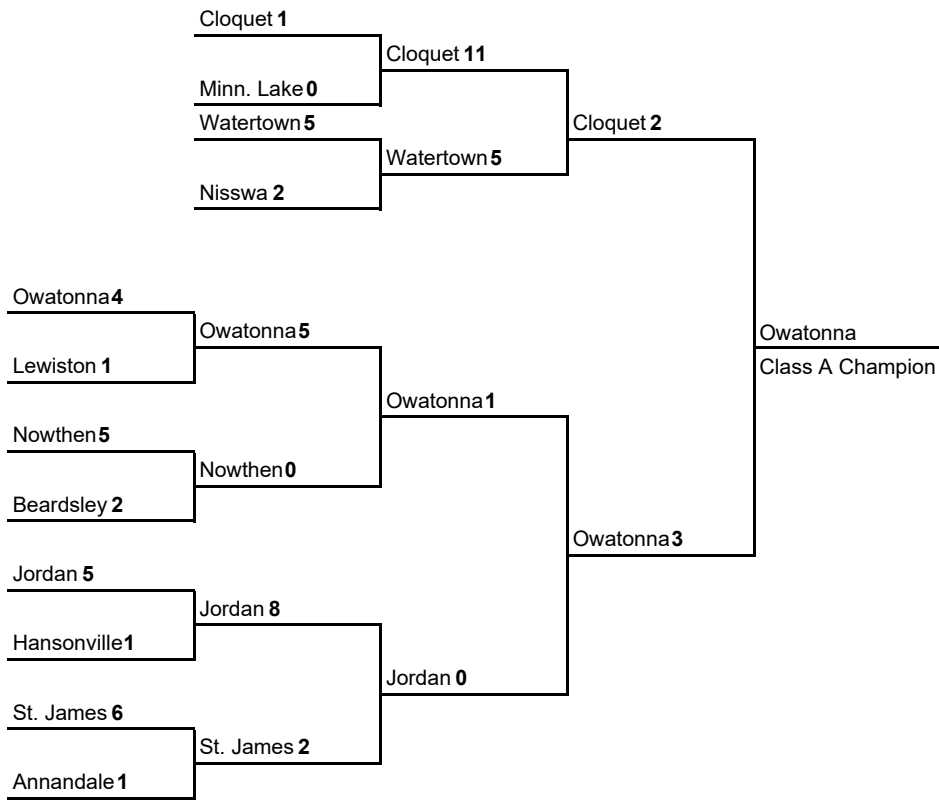 Cloquet 1
Cloquet 11
Minn. Lake 0
Watertown 5
Cloquet 2
Watertown 5
Nisswa 2
Owatonna 4
Owatonna 5
Owatonna
Lewiston 1
Class A Champion
Owatonna 1
Nowthen 5
Nowthen 0
Beardsley 2
Owatonna 3
Jordan 5
Jordan 8
Hansonville 1
Jordan 0
St. James 6
St. James 2
Annandale 1